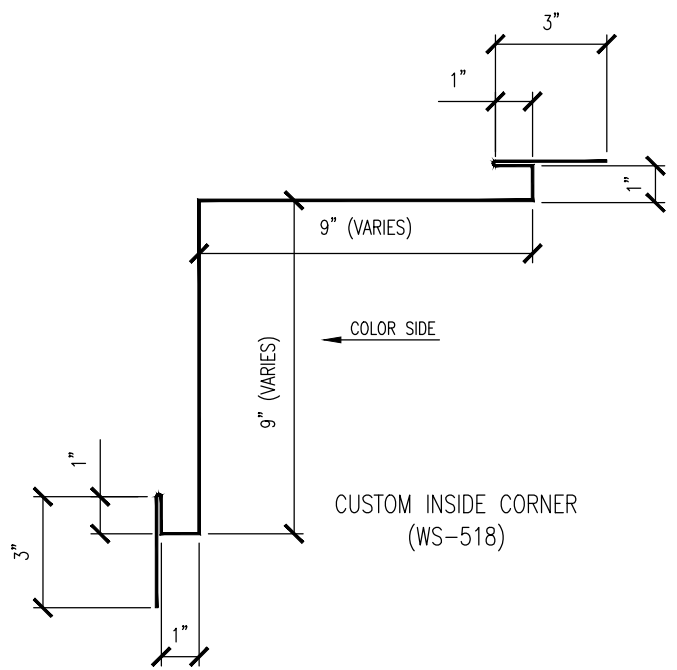 3"
1"
1"
9" (VARIES)
COLOR SIDE
9" (VARIES)
1"
CUSTOM INSIDE CORNER
(WS-518)
3"
1"